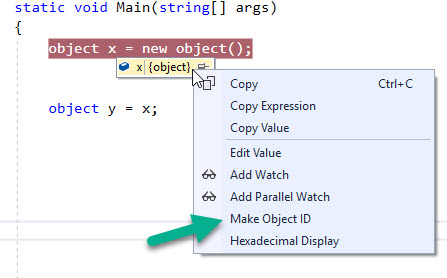 static void Main(string[] args)
{
object x = new object();
x {object}
object y = x;
Copy Ctrl+C
Copy Expression
Copy Value
Edit Value
Add Watch
Add Parallel Watch
Make Object ID
Hexadecimal Display